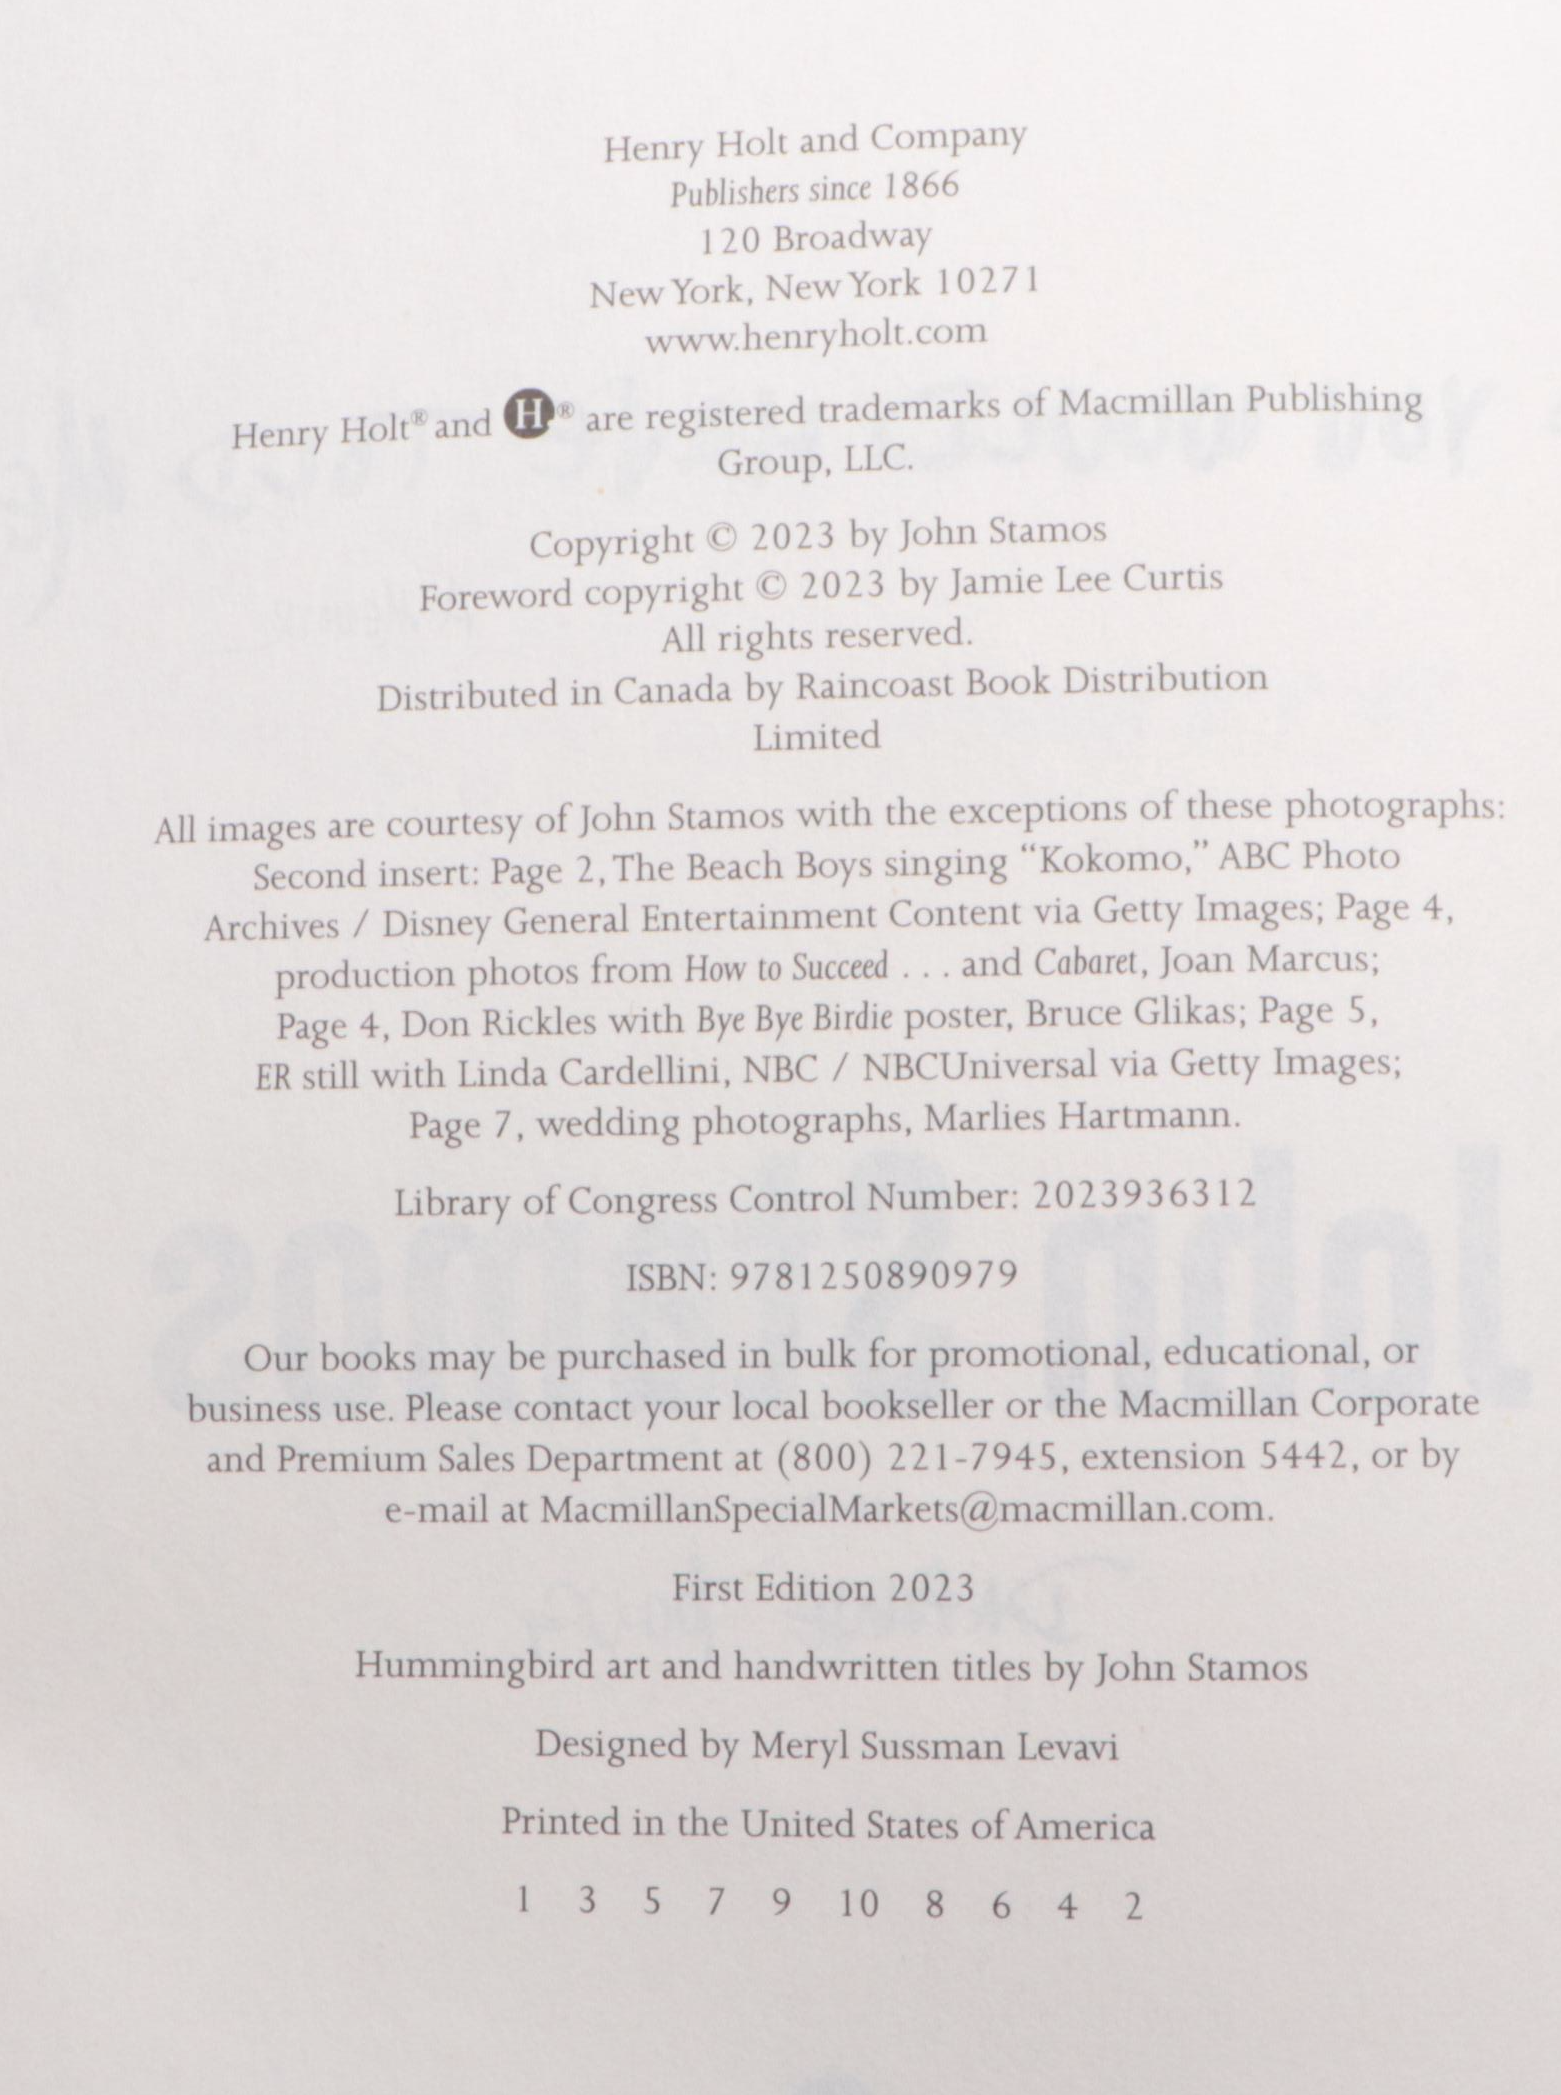 Henry Holt and Company
Publishers since 1866
120 Broadway
New York, New York 10271
www.henryholt.com
Henry Holt® and H® are registered trademarks of Macmillan Publishing
Group, LLC.
Copyright © 2023 by John Stamos
Foreword copyright © 2023 by Jamie Lee Curtis
All rights reserved.
Distributed in Canada by Raincoast Book Distribution
Limited
All images are courtesy of John Stamos with the exceptions of these photographs:
Second insert: Page 2, The Beach Boys singing “Kokomo,” ABC Photo
Archives / Disney General Entertainment Content via Getty Images; Page 4,
production photos from How to Succeed . . . and Cabaret, Joan Marcus;
Page 4, Don Rickles with Bye Bye Birdie poster, Bruce Glikas; Page 5,
ER still with Linda Cardellini, NBC / NBCUniversal via Getty Images;
Page 7, wedding photographs, Marlies Hartmann.
Library of Congress Control Number: 2023936312
ISBN: 9781250890979
Our books may be purchased in bulk for promotional, educational, or
business use. Please contact your local bookseller or the Macmillan Corporate
and Premium Sales Department at (800) 221-7945, extension 5442, or by
e-mail at MacmillanSpecialMarkets@macmillan.com.
First Edition 2023
Hummingbird art and handwritten titles by John Stamos
Designed by Meryl Sussman Levavi
Printed in the United States of America
1 3 5 7 9 10 8 6 4 2